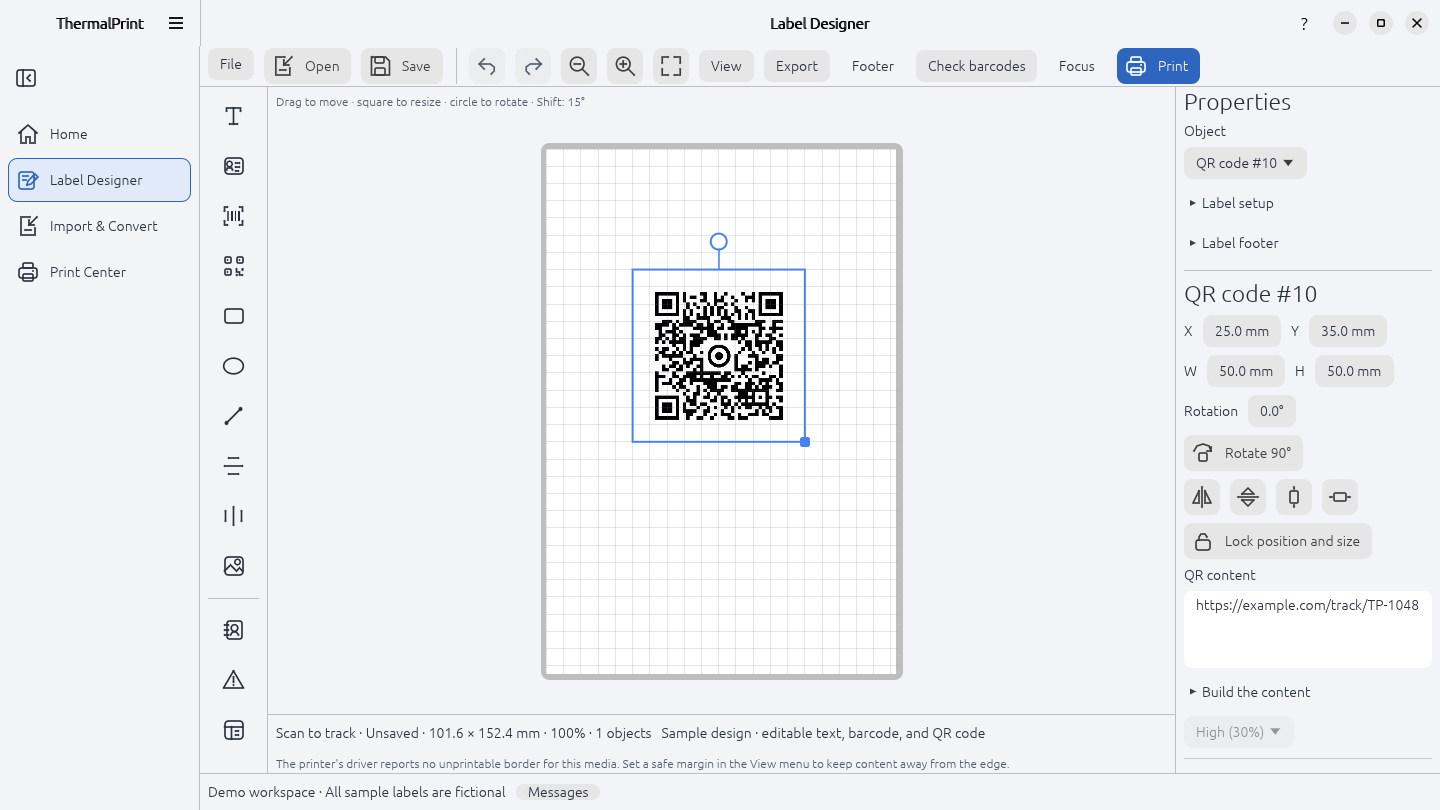 ThermalPrint
Label Designer
?
File
Open
Save
View
Export
Footer
Check barcodes
Focus
Print
Home
Label Designer
Import & Convert
Print Center
Drag to move · square to resize · circle to rotate · Shift: 15°
Properties
Object
QR code #10
Label setup
Label footer
QR code #10
X 25.0 mm Y 35.0 mm
W 50.0 mm H 50.0 mm
Rotation 0.0°
Rotate 90°
Lock position and size
QR content
https://example.com/track/TP-1048
Build the content
High (30%)
Scan to track · Unsaved · 101.6 × 152.4 mm · 100% · 1 objects Sample design · editable text, barcode, and QR code
The printer's driver reports no unprintable border for this media. Set a safe margin in the View menu to keep content away from the edge.
Demo workspace · All sample labels are fictional Messages